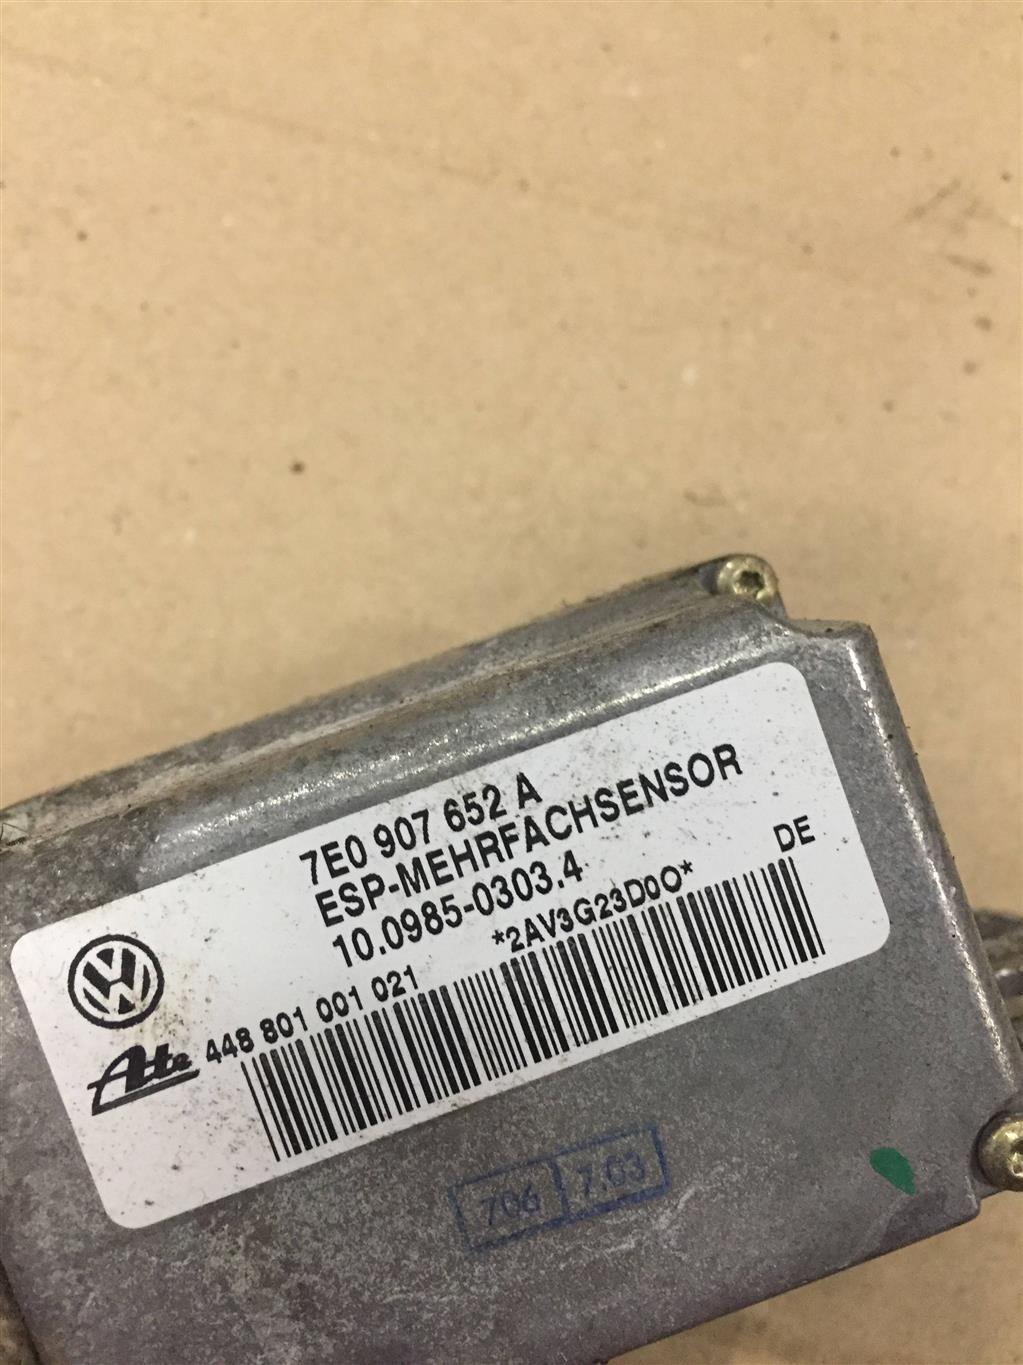 7E0 907 652 A
ESP-MEHRFACHSENSOR
10.0985-0303.4
DE
*2AV3G23D0O*
448 801 001 021
VW
Ate
706 7.03